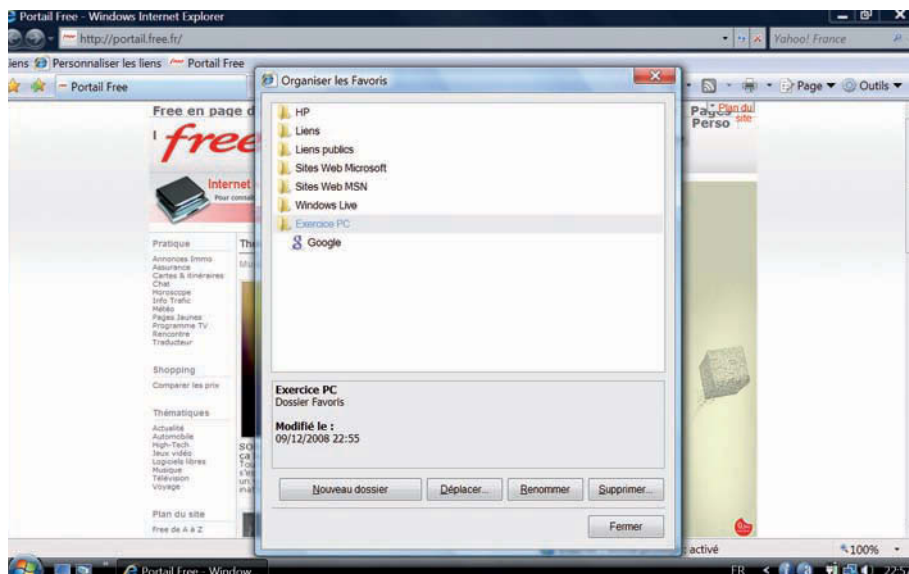 Portail Free - Windows Internet Explorer
http://portail.free.fr/
Yahoo! France
iens Personnaliser les liens Portail Free
Portail Free
Page Outils
Free en page d
Pages Perso
Plan du site
free
Internet
Pour
Organiser les Favoris
HP
Liens
Liens publics
Sites Web Microsoft
Sites Web MSN
Windows Live
Exercice PC
Google
Exercice PC
Dossier Favoris
Modifié le :
09/12/2008 22:55
Nouveau dossier Déplacer... Renommer Supprimer...
Fermer
Pratique
Annonces Immo
Assurance
Cartes & itinéraires
Chat
Horoscope
Info Trafic
Météo
Pages Jaunes
Programme TV
Rencontre
Traducteur
Shopping
Comparer les prix
Thématiques
Actualité
Automobile
High-Tech
Jeux vidéo
Logiciels libres
Musique
Télévision
Voyage
Plan du site
Free de A à Z
activé
100%
Portail Free - Window...
FR
22:57